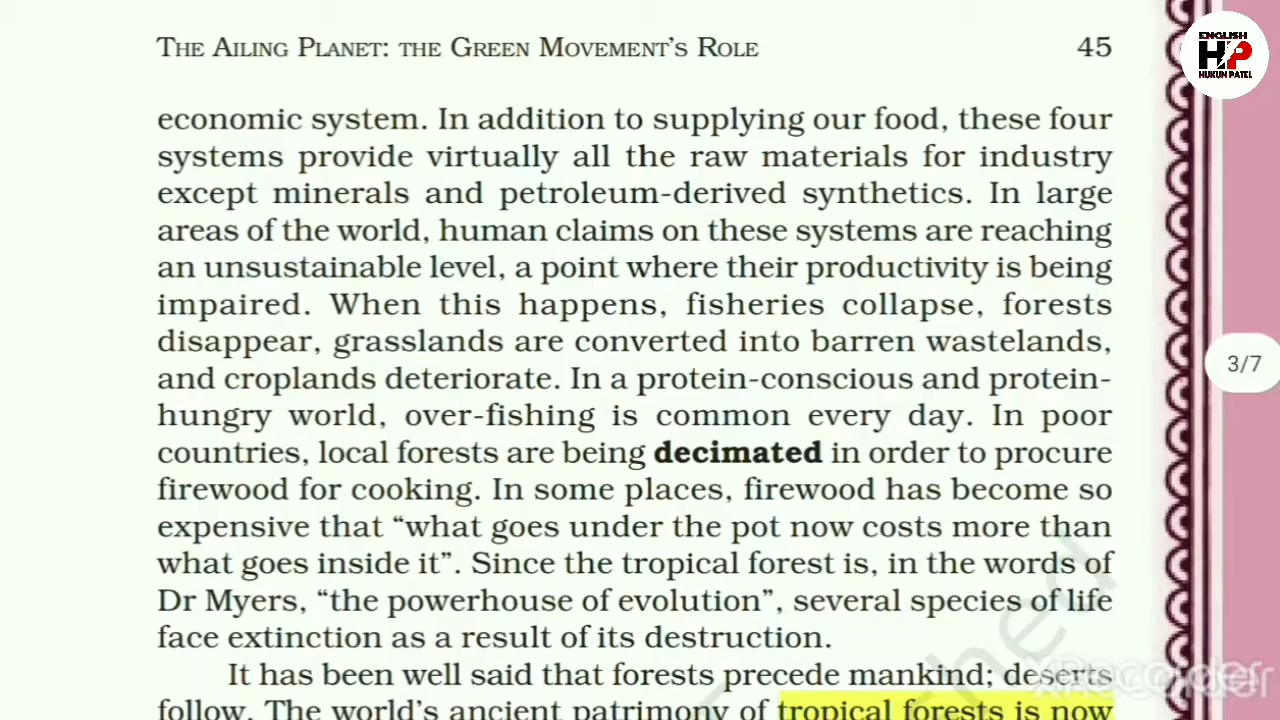 THE AILING PLANET: THE GREEN MOVEMENT'S ROLE 45
ENGLISH
HP
HUKUN PATEL
economic system. In addition to supplying our food, these four
systems provide virtually all the raw materials for industry
except minerals and petroleum-derived synthetics. In large
areas of the world, human claims on these systems are reaching
an unsustainable level, a point where their productivity is being
impaired. When this happens, fisheries collapse, forests
disappear, grasslands are converted into barren wastelands,
and croplands deteriorate. In a protein-conscious and protein-
hungry world, over-fishing is common every day. In poor
countries, local forests are being decimated in order to procure
firewood for cooking. In some places, firewood has become so
expensive that “what goes under the pot now costs more than
what goes inside it”. Since the tropical forest is, in the words of
Dr Myers, “the powerhouse of evolution”, several species of life
face extinction as a result of its destruction.
It has been well said that forests precede mankind; deserts
follow. The world's ancient patrimony of tropical forests is now
3/7
XRecorder